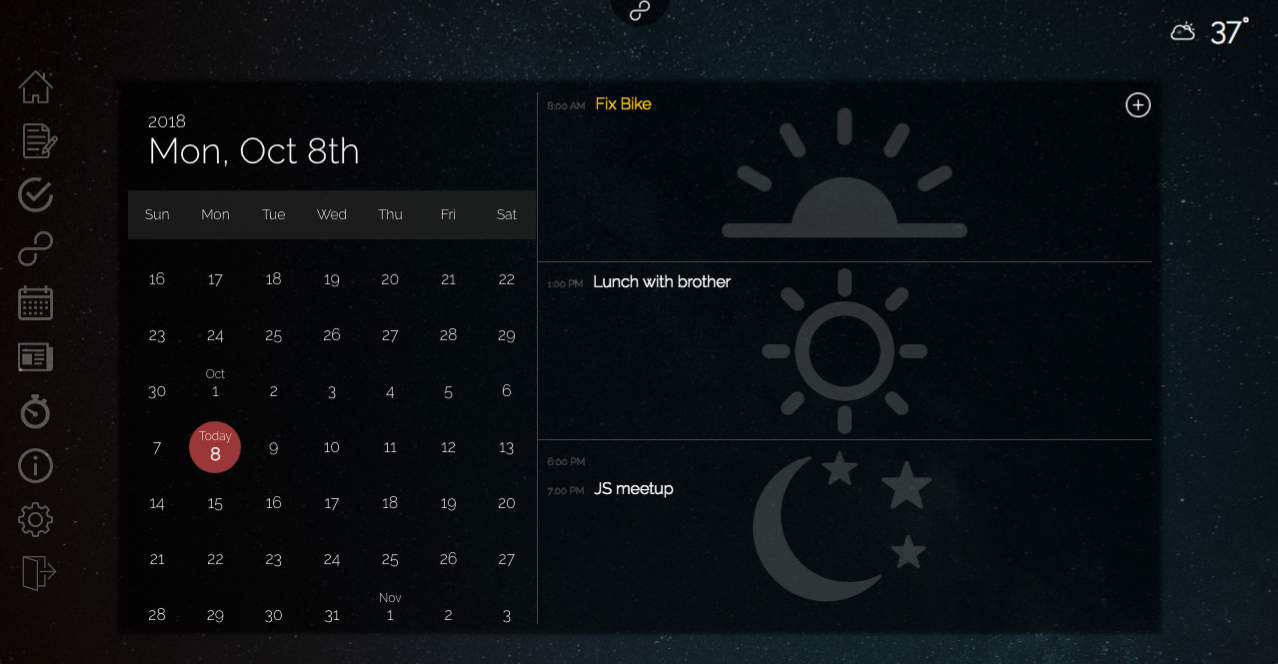 37°
2018
Mon, Oct 8th
Sun Mon Tue Wed Thu Fri Sat
16 17 18 19 20 21 22
23 24 25 26 27 28 29
Oct
30 1 2 3 4 5 6
Today
7 8 9 10 11 12 13
14 15 16 17 18 19 20
21 22 23 24 25 26 27
Nov
28 29 30 31 1 2 3
8:00 AM Fix Bike
1:00 PM Lunch with brother
6:00 PM
7:00 PM JS meetup